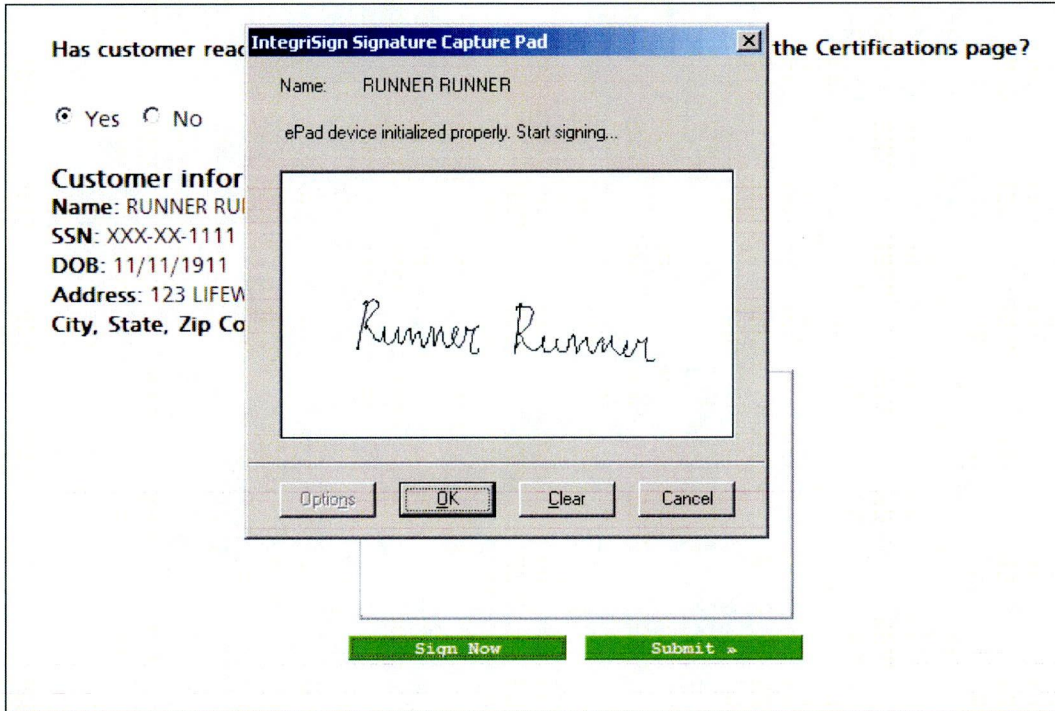 IntegriSign Signature Capture Pad
Has customer read the Certifications page?
Name: RUNNER RUNNER
Yes No
ePad device initialized properly. Start signing...
Customer infor
Name: RUNNER RU
SSN: XXX-XX-1111
DOB: 11/11/1911
Address: 123 LIFEW
City, State, Zip Co
Runner Runner
Options OK Clear Cancel
Sign Now Submit »